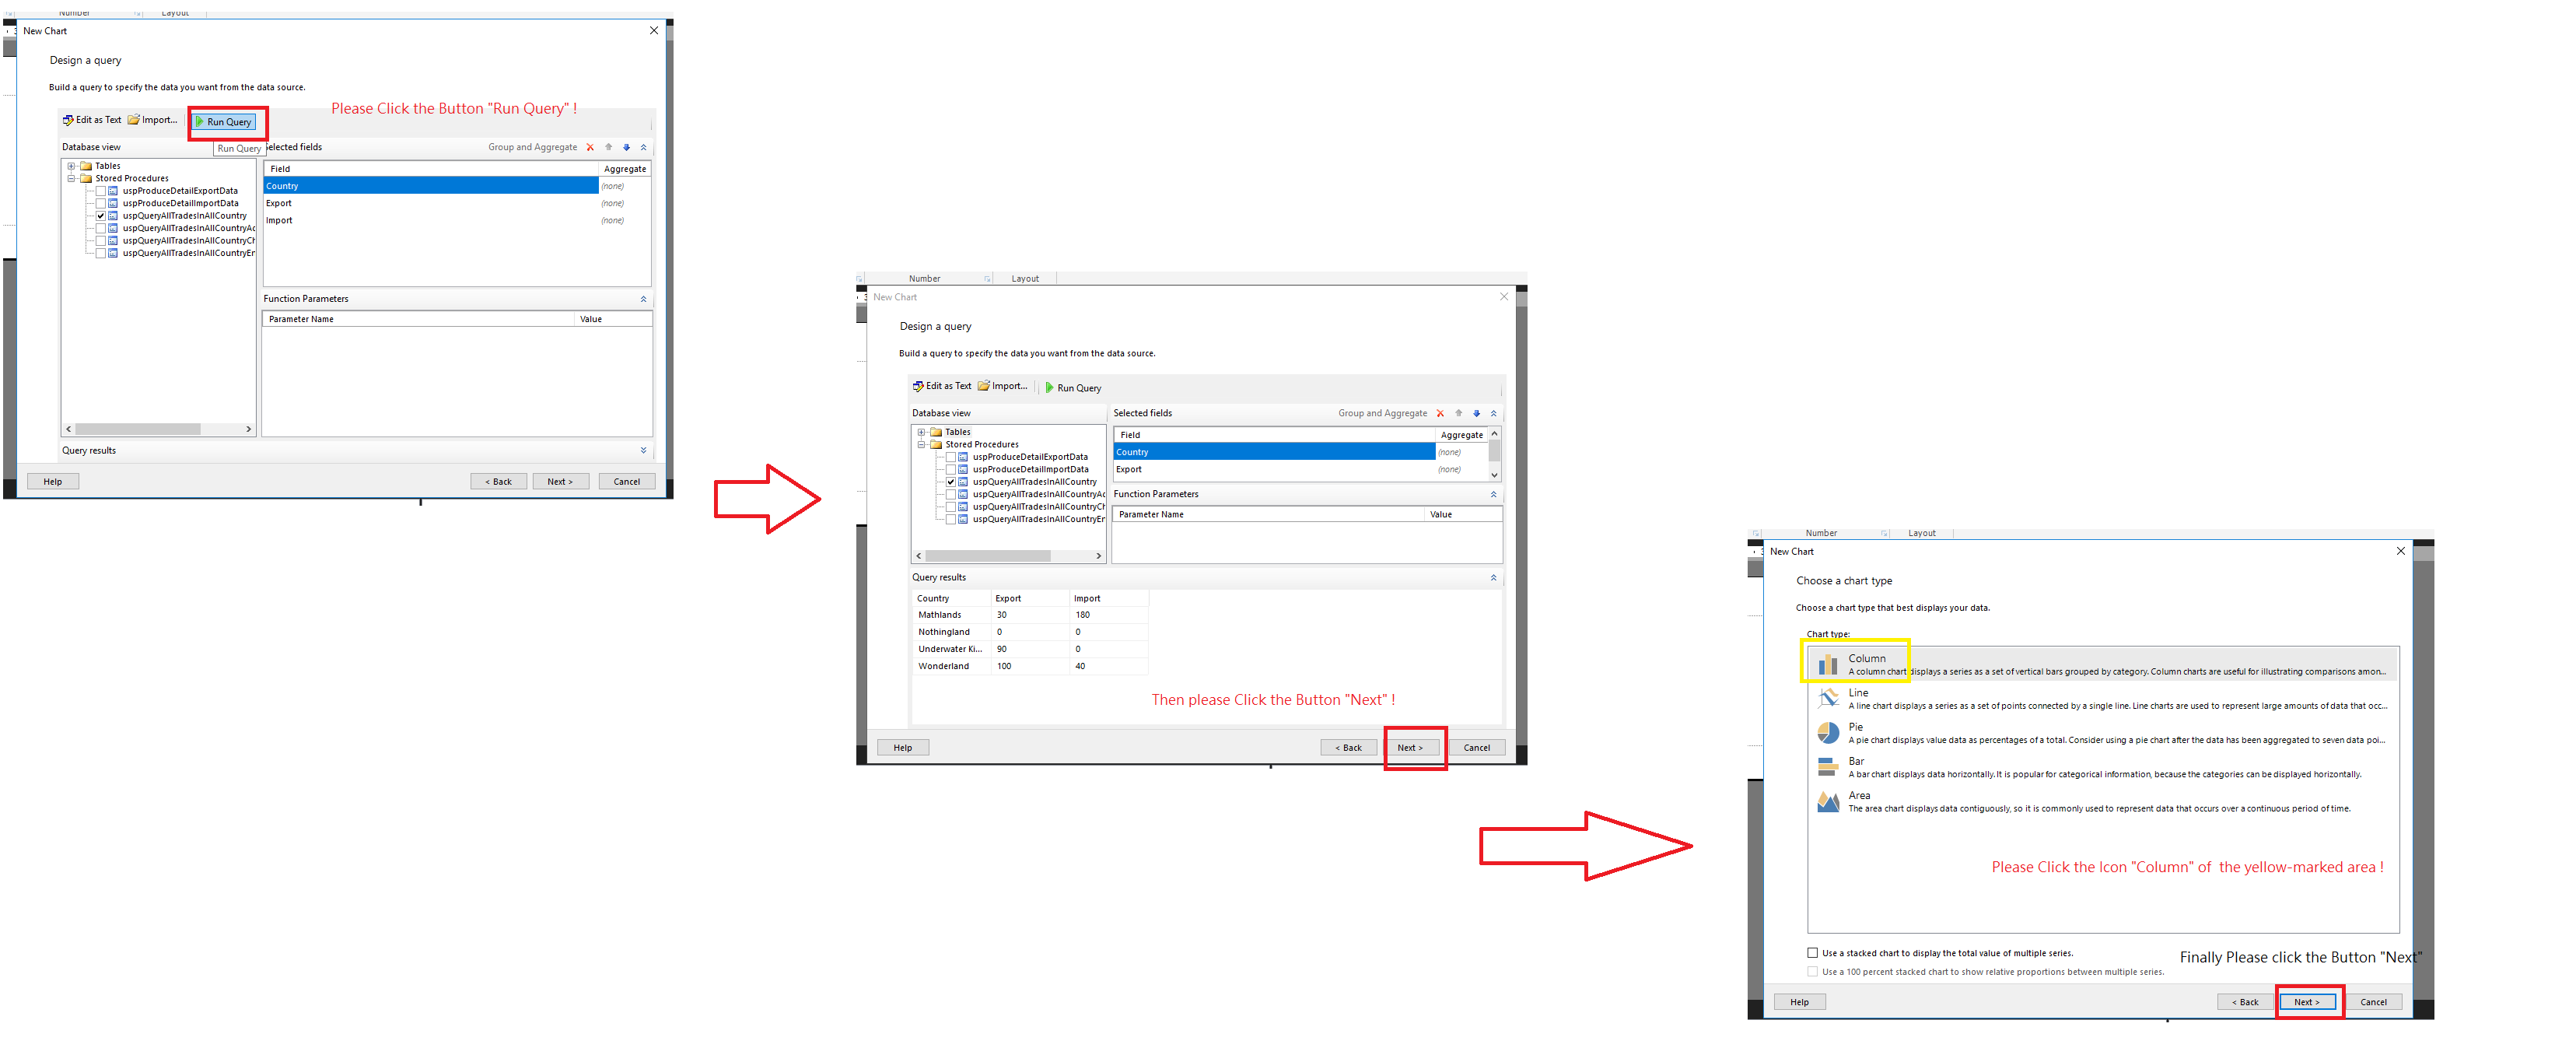 Number
Layout
New Chart
Design a query
Build a query to specify the data you want from the data source.
Please Click the Button "Run Query" !
Edit as Text
Import...
Run Query
Run Query
Database view
Selected fields
Group and Aggregate
Tables
Stored Procedures
uspProduceDetailExportData
uspProduceDetailImportData
uspQueryAllTradesInAllCountry
uspQueryAllTradesInAllCountryAc
uspQueryAllTradesInAllCountryCh
uspQueryAllTradesInAllCountryEr
Field
Aggregate
Country
(none)
Export
(none)
Import
(none)
Function Parameters
Parameter Name
Value
Query results
Help
< Back
Next >
Cancel
Number
Layout
New Chart
Design a query
Build a query to specify the data you want from the data source.
Edit as Text
Import...
Run Query
Database view
Selected fields
Group and Aggregate
Tables
Stored Procedures
uspProduceDetailExportData
uspProduceDetailImportData
uspQueryAllTradesInAllCountry
uspQueryAllTradesInAllCountryAc
uspQueryAllTradesInAllCountryCh
uspQueryAllTradesInAllCountryEr
Field
Aggregate
Country
(none)
Export
(none)
Function Parameters
Parameter Name
Value
Query results
Country Export Import
Mathlands 30 180
Nothingland 0 0
Underwater Ki... 90 0
Wonderland 100 40
Then please Click the Button "Next" !
Help
< Back
Next >
Cancel
Number
Layout
New Chart
Choose a chart type
Choose a chart type that best displays your data.
Chart type:
Column
A column chart displays a series as a set of vertical bars grouped by category. Column charts are useful for illustrating comparisons amon...
Line
A line chart displays a series as a set of points connected by a single line. Line charts are used to represent large amounts of data that occ...
Pie
A pie chart displays value data as percentages of a total. Consider using a pie chart after the data has been aggregated to seven data poi...
Bar
A bar chart displays data horizontally. It is popular for categorical information, because the categories can be displayed horizontally.
Area
The area chart displays data contiguously, so it is commonly used to represent data that occurs over a continuous period of time.
Please Click the Icon "Column" of the yellow-marked area !
Use a stacked chart to display the total value of multiple series.
Finally Please click the Button "Next"
Use a 100 percent stacked chart to show relative proportions between multiple series.
Help
< Back
Next >
Cancel